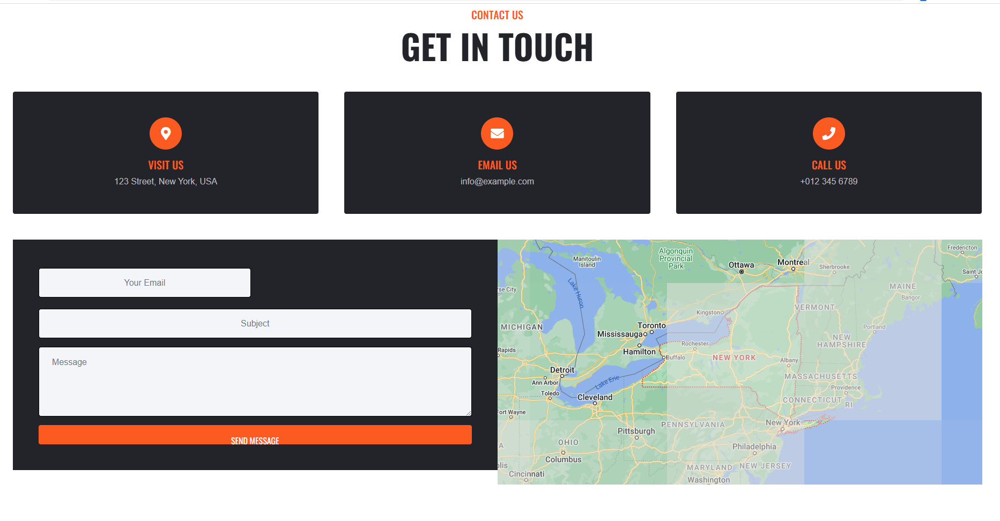 CONTACT US
GET IN TOUCH
VISIT US
123 Street, New York, USA
EMAIL US
info@example.com
CALL US
+012 345 6789
Your Email
Subject
Message
SEND MESSAGE
Algonquin
Provincial
Park
Manitoulin
Island
Ottawa
Montreal
Sherbrooke
Fredericton
Saint Jo
rse City
Lake Huron
MAINE
Bangor
Kingston
VERMONT
MICHIGAN
Toronto
Mississauga
Portland
NEW
HAMPSHIRE
Rochester
Rapids
Hamilton
Buffalo
NEW YORK
Albany
Detroit
Ann Arbor
Lake Erie
MASSACHUSETTS
Providence
Toledo
Cleveland
CONNECTICUT
RI
Fort Wayne
PENNSYLVANIA
New York
Pittsburgh
OHIO
Philadelphia
A
Columbus
olis
MARYLAND
NEW JERSEY
Cincinnati
Washington